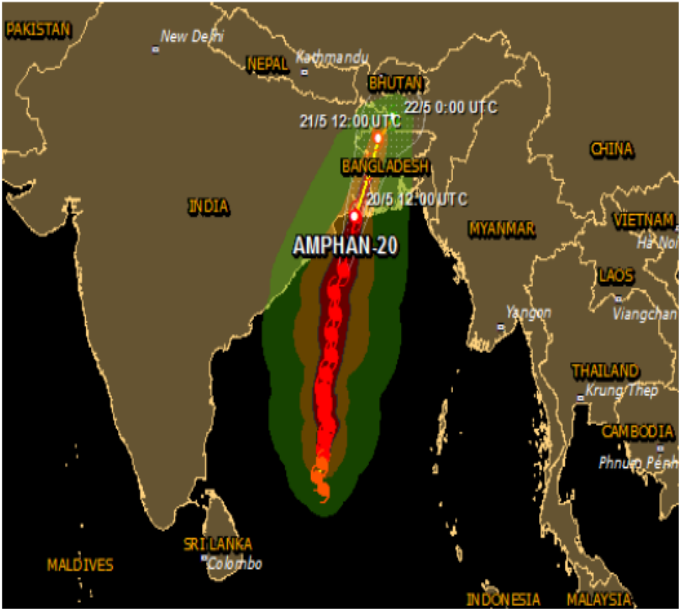 PAKISTAN
New Delhi
NEPAL
Kathmandu
BHUTAN
22/5 0:00 UTC
21/5 12:00 UTC
CHINA
BANGLADESH
20/5 12:00 UTC
INDIA
VIETNAM
MYANMAR
Ha Noi
AMPHAN-20
LAOS
Yangon
Viangchan
THAILAND
Krung Thep
CAMBODIA
Phnum Penh
SRI LANKA
Colombo
MALDIVES
INDONESIA
MALAYSIA